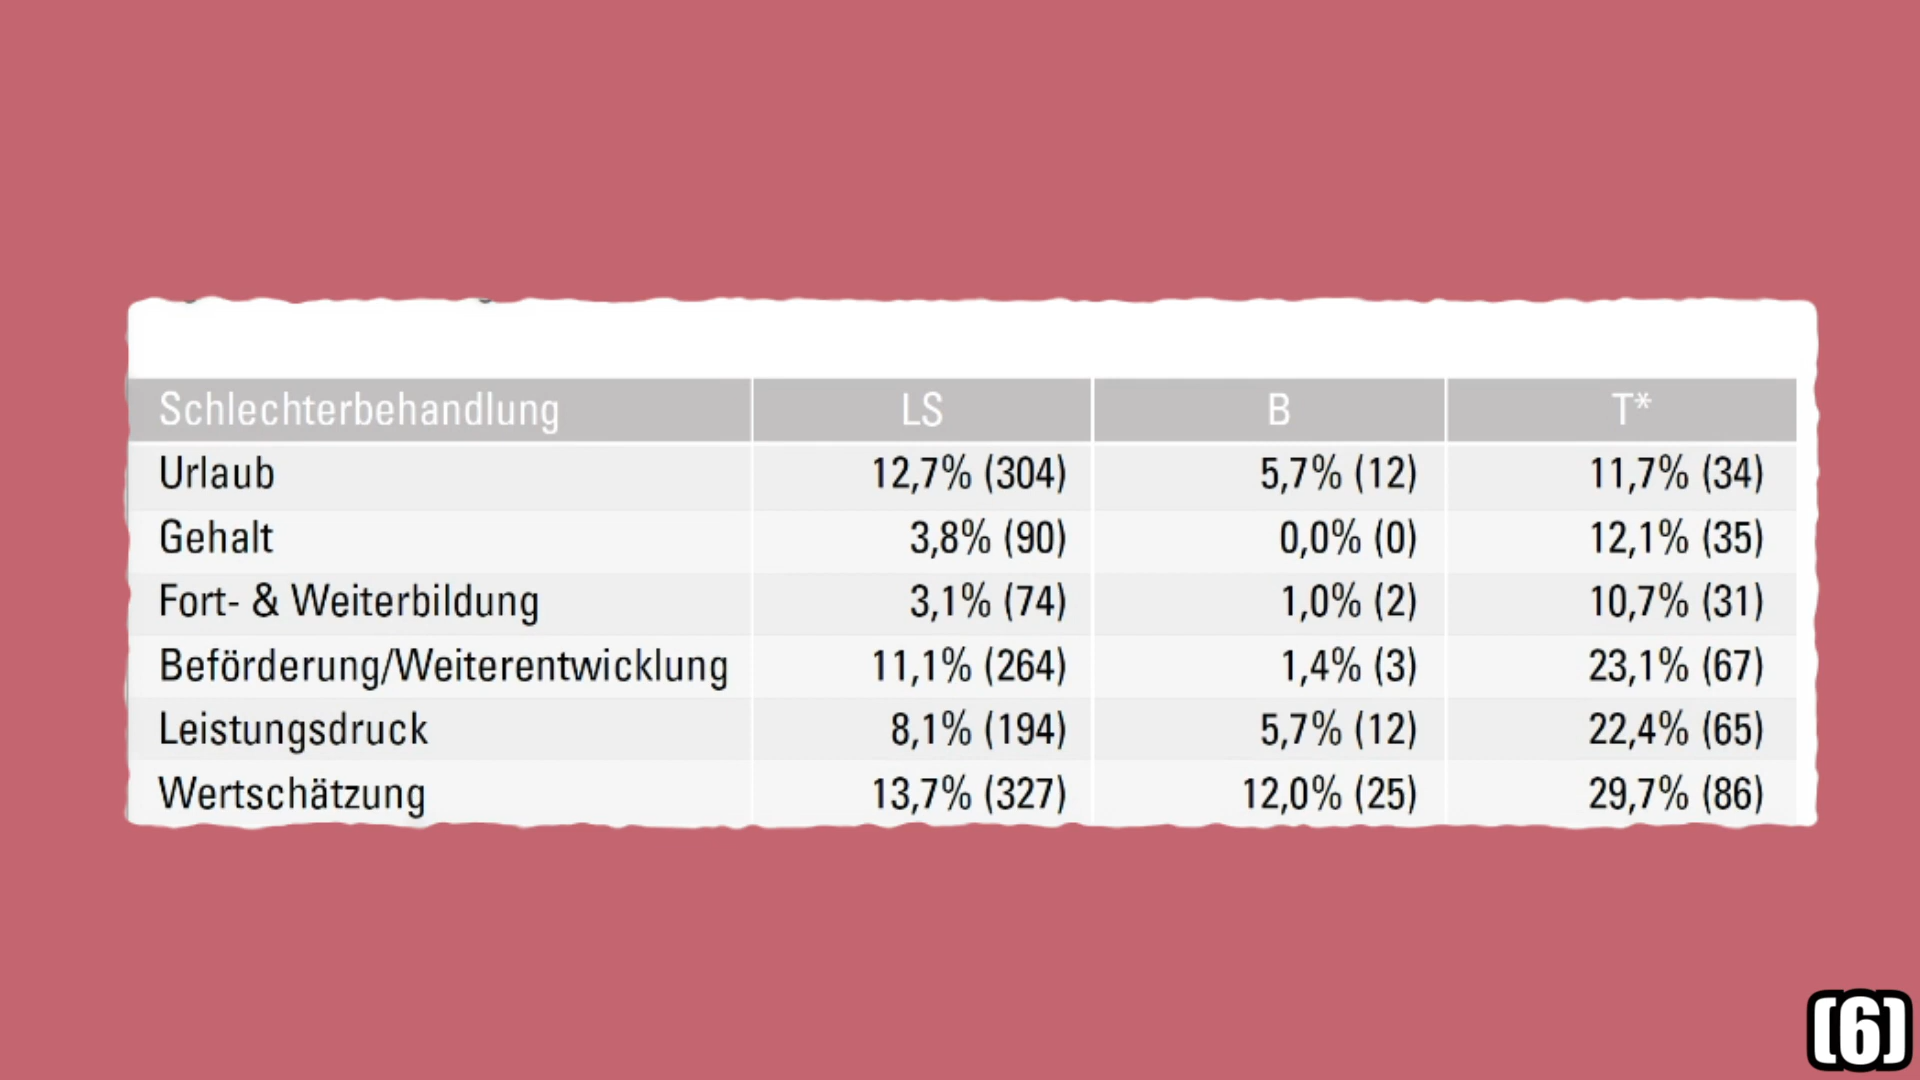 Schlechterbehandlung LS B T*
Urlaub 12,7% (304) 5,7% (12) 11,7% (34)
Gehalt 3,8% (90) 0,0% (0) 12,1% (35)
Fort- & Weiterbildung 3,1% (74) 1,0% (2) 10,7% (31)
Beförderung/Weiterentwicklung 11,1% (264) 1,4% (3) 23,1% (67)
Leistungsdruck 8,1% (194) 5,7% (12) 22,4% (65)
Wertschätzung 13,7% (327) 12,0% (25) 29,7% (86)
(6)